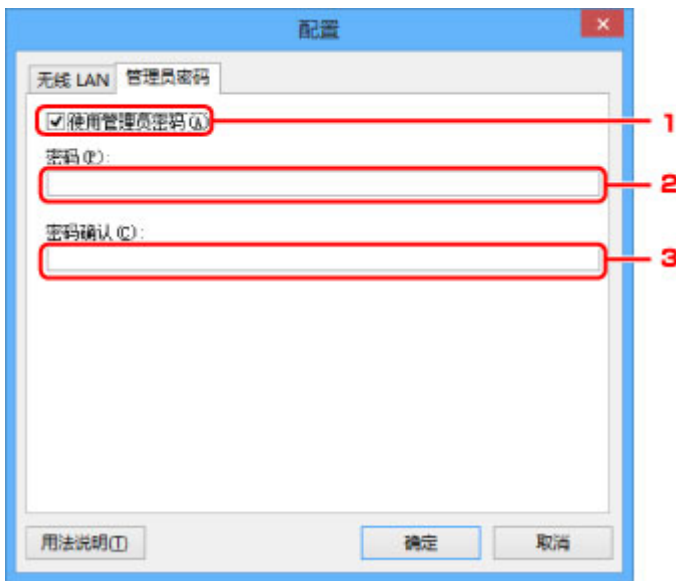 配置
无线 LAN 管理员密码
使用管理员密码(A) 1
密码(P):
2
密码确认(C):
3
用法说明(T) 确定 取消